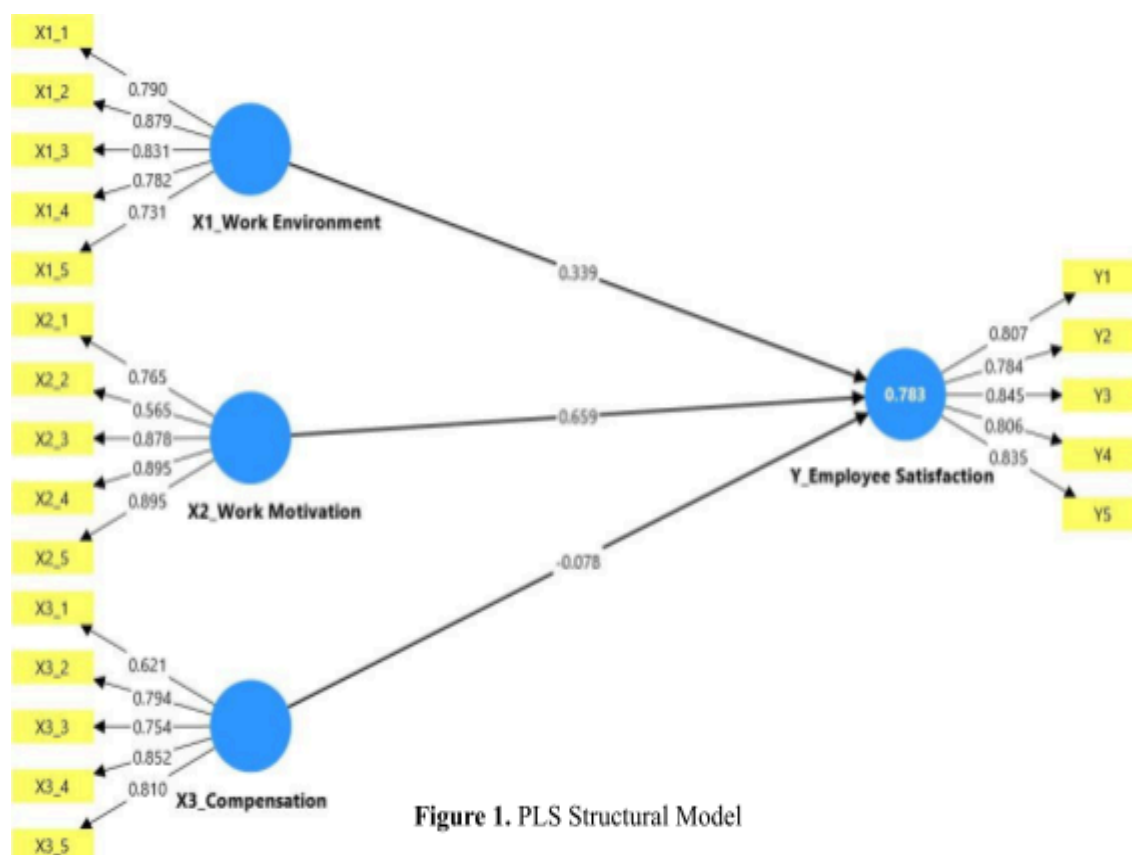 X1_1
0.790
X1_2
0.879
X1_3
0.831
X1_4
0.782
0.731
X1_5
X1_Work Environment
0.339
X2_1
0.765
X2_2
0.565
X2_3
0.878
X2_4
0.895
0.895
X2_5
X2_Work Motivation
0.659
X3_1
0.621
X3_2
0.794
X3_3
0.754
X3_4
0.852
0.810
X3_5
X3_Compensation
-0.078
0.783
Y_Employee Satisfaction
Y1
0.807
Y2
0.784
Y3
0.845
Y4
0.806
0.835
Y5
Figure 1. PLS Structural Model